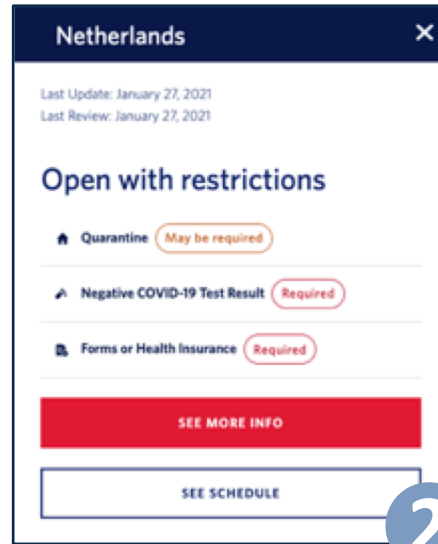 Netherlands ×
Last Update: January 27, 2021
Last Review: January 27, 2021
Open with restrictions
Quarantine May be required
Negative COVID-19 Test Result Required
Forms or Health Insurance Required
SEE MORE INFO
SEE SCHEDULE
2